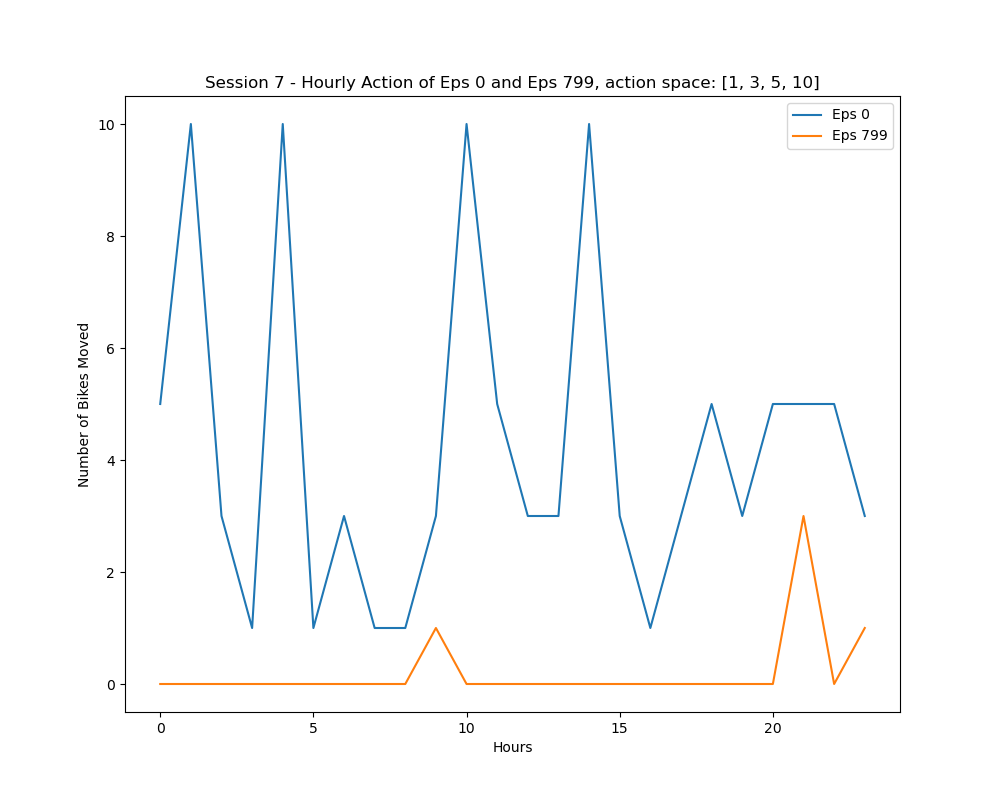 Session 7 - Hourly Action of Eps 0 and Eps 799, action space: [1, 3, 5, 10]
Eps 0
Eps 799
10
8
6
4
2
0
Number of Bikes Moved
0 5 10 15 20
Hours